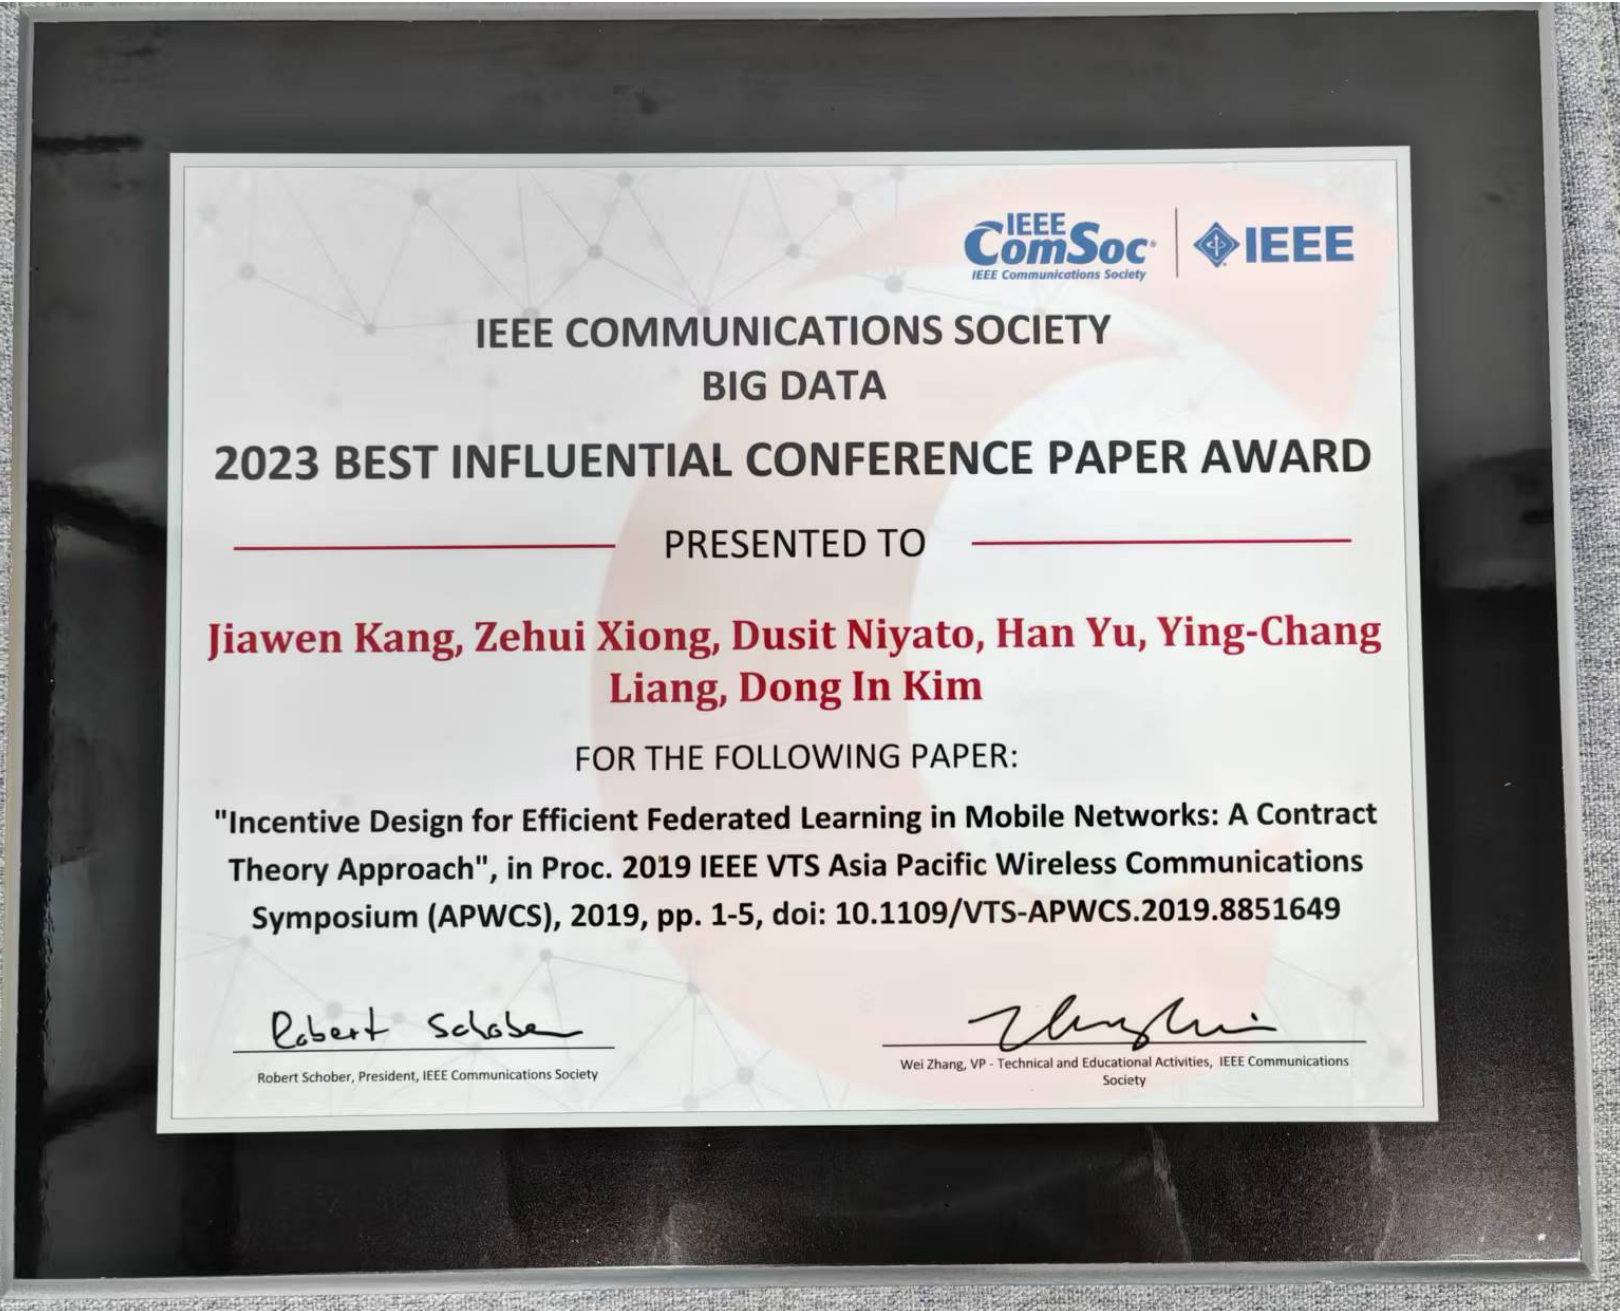 IEEE
ComSoc®
IEEE Communications Society
IEEE
IEEE COMMUNICATIONS SOCIETY
BIG DATA
2023 BEST INFLUENTIAL CONFERENCE PAPER AWARD
PRESENTED TO
Jiawen Kang, Zehui Xiong, Dusit Niyato, Han Yu, Ying-Chang
Liang, Dong In Kim
FOR THE FOLLOWING PAPER:
"Incentive Design for Efficient Federated Learning in Mobile Networks: A Contract
Theory Approach", in Proc. 2019 IEEE VTS Asia Pacific Wireless Communications
Symposium (APWCS), 2019, pp. 1-5, doi: 10.1109/VTS-APWCS.2019.8851649
Robert Schober
Robert Schober, President, IEEE Communications Society
Wei Zhang, VP - Technical and Educational Activities, IEEE Communications
Society